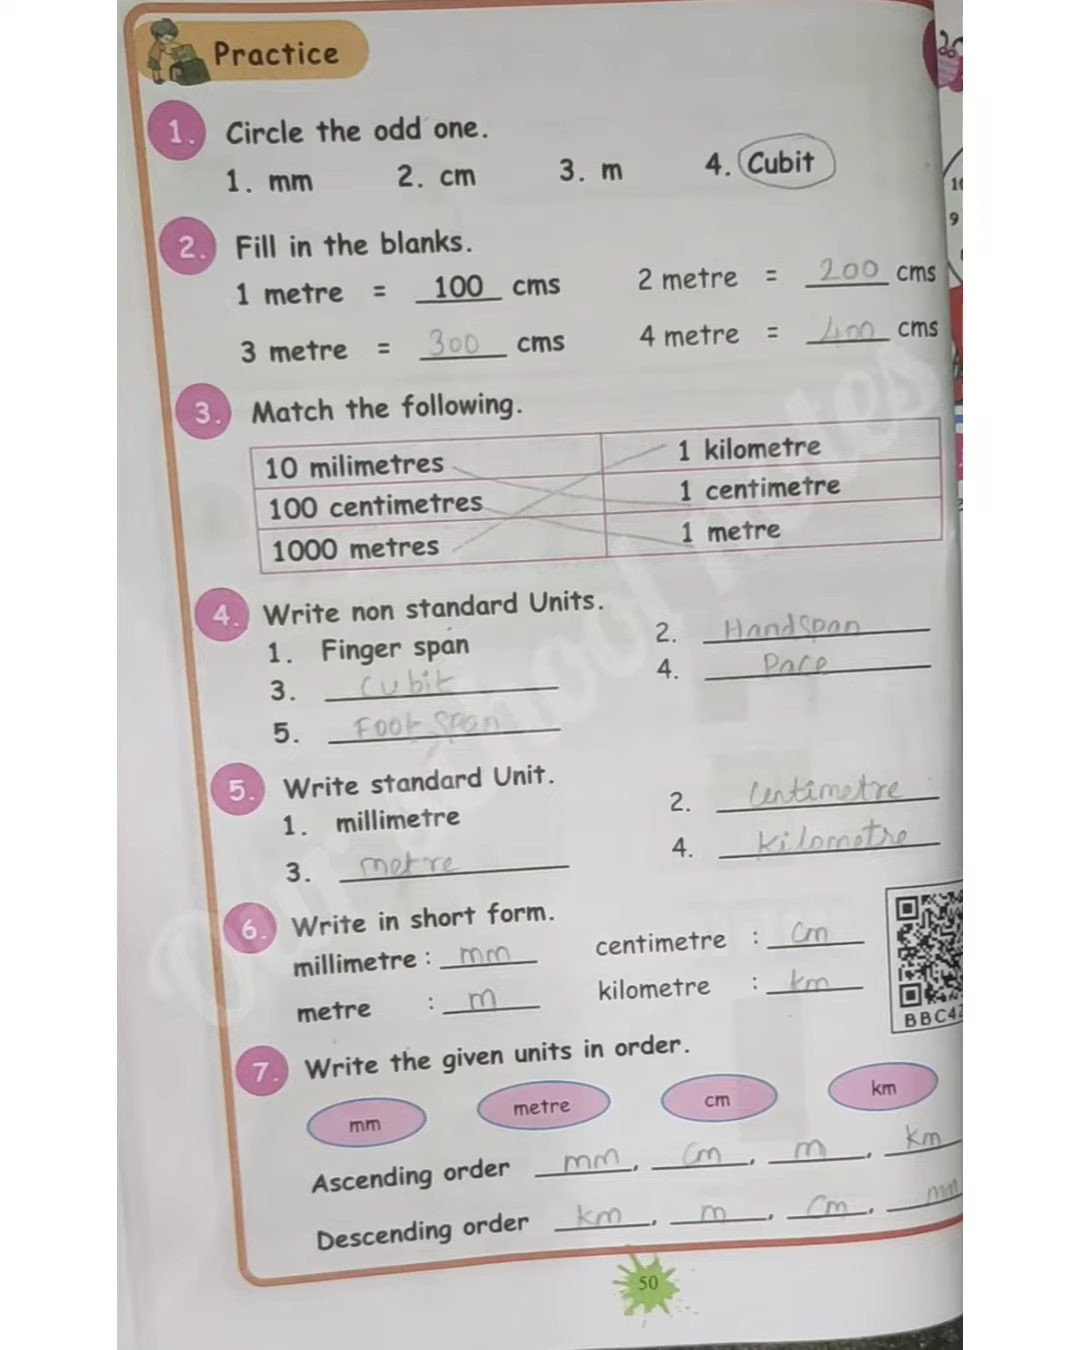 Practice
1. Circle the odd one.
1. mm 2. cm 3. m 4. Cubit
2. Fill in the blanks.
1 metre = 100 cms 2 metre = 200 cms
3 metre = 300 cms 4 metre = 400 cms
3. Match the following.
10 milimetres 1 kilometre
100 centimetres 1 centimetre
1000 metres 1 metre
4. Write non standard Units.
1. Finger span 2. Handspan
3. cubit 4. Pace
5. Foot span
5. Write standard Unit.
1. millimetre 2. Centimetre
3. metre 4. kilometre
6. Write in short form.
millimetre : mm centimetre : cm
metre : m kilometre : km
BBC4Z
7. Write the given units in order.
mm metre cm km
Ascending order mm, cm, m, km
Descending order km, m, cm, mm
50
Our school notes